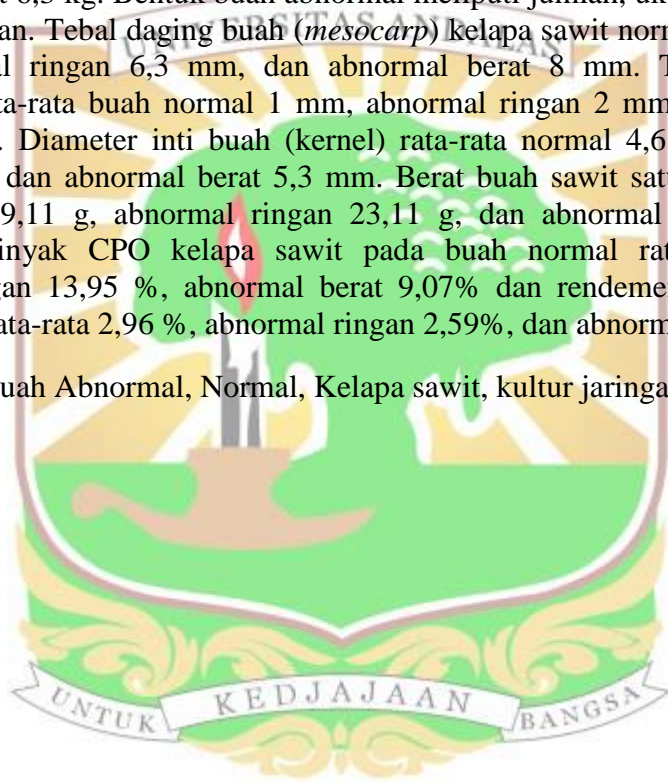 6,5 kg. Bentuk buah abnormal meliputi jumlah,
an. Tebal daging buah (mesocarp) kelapa sawit norm
UNIVERSITAS ANDALAS
al ringan 6,3 mm, dan abnormal berat 8 mm. T
ta-rata buah normal 1 mm, abnormal ringan 2 mm
. Diameter inti buah (kernel) rata-rata normal 4,6
dan abnormal berat 5,3 mm. Berat buah sawit satu
9,11 g, abnormal ringan 23,11 g, dan abnormal
inyak CPO kelapa sawit pada buah normal rat
gan 13,95 %, abnormal berat 9,07% dan rendeme
ata-rata 2,96 %, abnormal ringan 2,59%, dan abnorm
uah Abnormal, Normal, Kelapa sawit, kultur jaringa
UNTUK KEDJAJAAN BANGSA